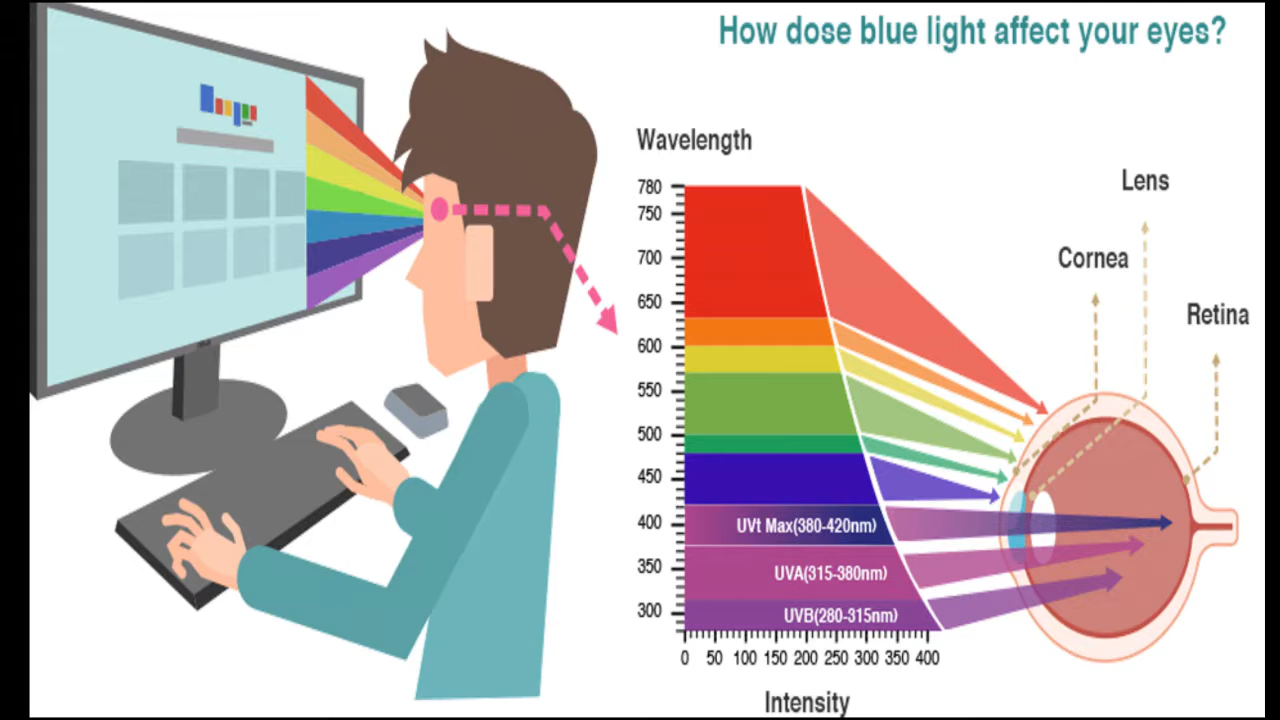 How dose blue light affect your eyes?
Wavelength
780
750
700
650
600
550
500
450
400
350
300
UVt Max(380-420nm)
UVA(315-380nm)
UVB(280-315nm)
0 50 100 150 200 250 300 350 400
Intensity
Lens
Cornea
Retina